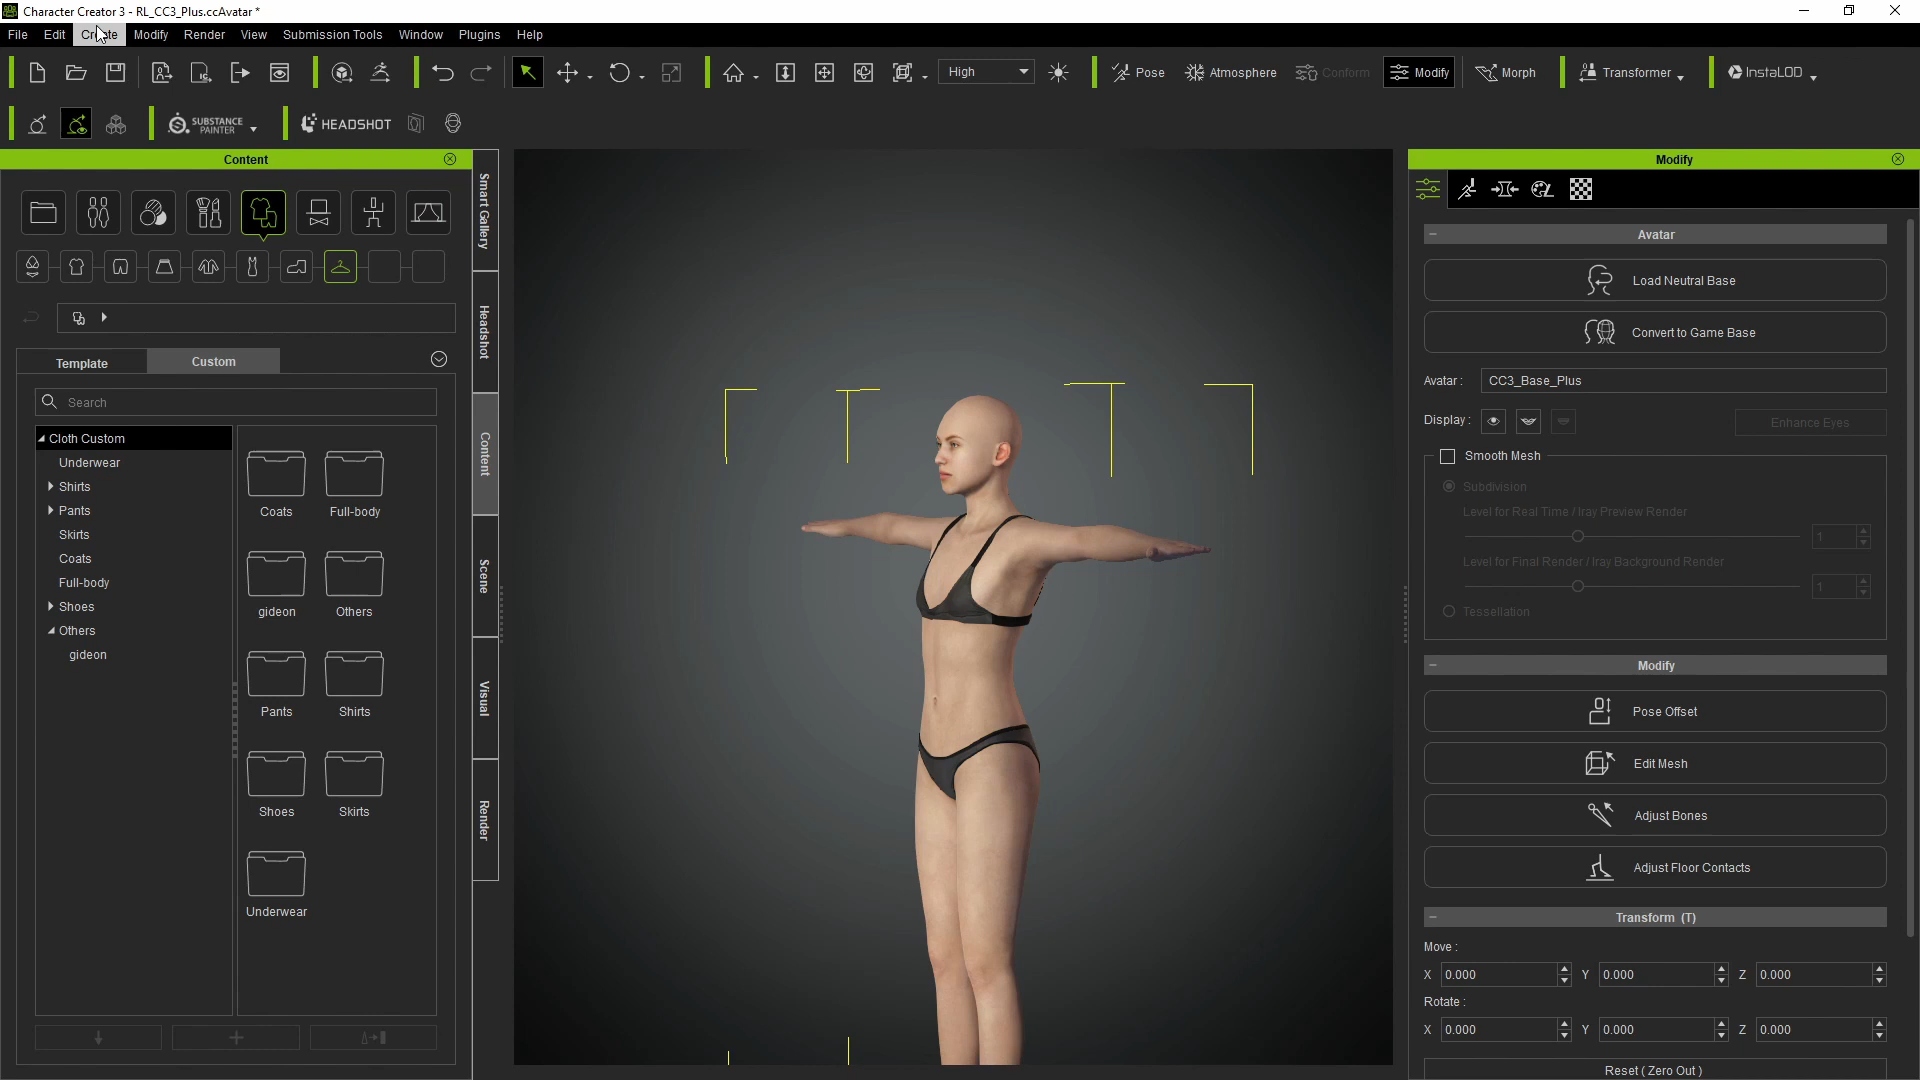 Character Creator 3 - RL_CC3_Plus.ccAvatar *
File Edit Create Modify Render View Submission Tools Window Plugins Help
High Pose Atmosphere Conform Modify Morph Transformer InstaLOD
SUBSTANCE PAINTER HEADSHOT
Content
Smart Gallery
Headshot
Content
Scene
Visual
Render
Template Custom
Search
Cloth Custom
Underwear
Shirts
Pants
Skirts
Coats
Full-body
Shoes
Others
gideon
Coats Full-body
gideon Others
Pants Shirts
Shoes Skirts
Underwear
Modify
Avatar
Load Neutral Base
Convert to Game Base
Avatar : CC3_Base_Plus
Display : Enhance Eyes
Smooth Mesh
Subdivision
Level for Real Time / Iray Preview Render
1
Level for Final Render / Iray Background Render
1
Tessellation
Modify
Pose Offset
Edit Mesh
Adjust Bones
Adjust Floor Contacts
Transform (T)
Move :
X 0.000 Y 0.000 Z 0.000
Rotate :
X 0.000 Y 0.000 Z 0.000
Reset ( Zero Out )